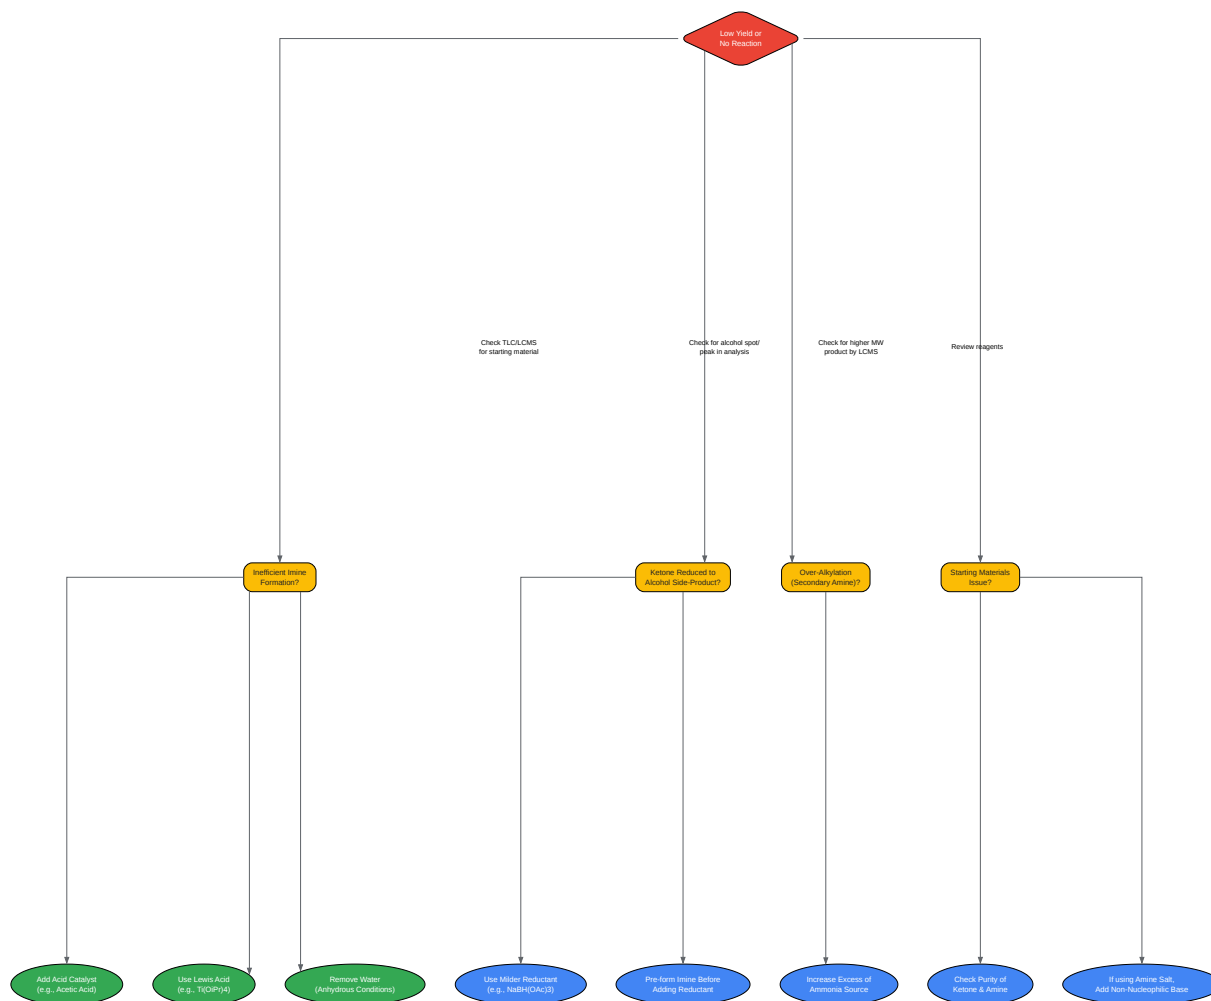 Low Yield or
No Reaction
Check TLC/LCMS
for starting material
Check for alcohol spot/
peak in analysis
Check for higher MW
product by LCMS
Review reagents
Inefficient Imine
Formation?
Ketone Reduced to
Alcohol Side-Product?
Over-Alkylation
(Secondary Amine)?
Starting Materials
Issue?
Add Acid Catalyst
(e.g., Acetic Acid)
Use Lewis Acid
(e.g., Ti(OiPr)4)
Remove Water
(Anhydrous Conditions)
Use Milder Reductant
(e.g., NaBH(OAc)3)
Pre-form Imine Before
Adding Reductant
Increase Excess of
Ammonia Source
Check Purity of
Ketone & Amine
If using Amine Salt,
Add Non-Nucleophilic Base